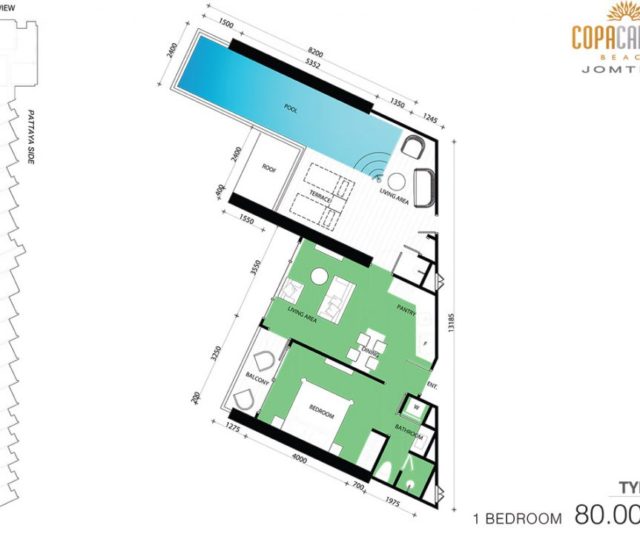 VIEW
COPACA
BEAC
JOMT
PATTAYA SIDE
1500
8200
5352
2400
1350
1245
POOL
2400
ROOF
400
TERRACE
LIVING AREA
1550
3550
13185
PANTRY
LIVING AREA
DINING
3250
BALCONY
BEDROOM
ENT.
W
BATHROOM
200
1275
4000
700
1975
TY
1 BEDROOM 80.00